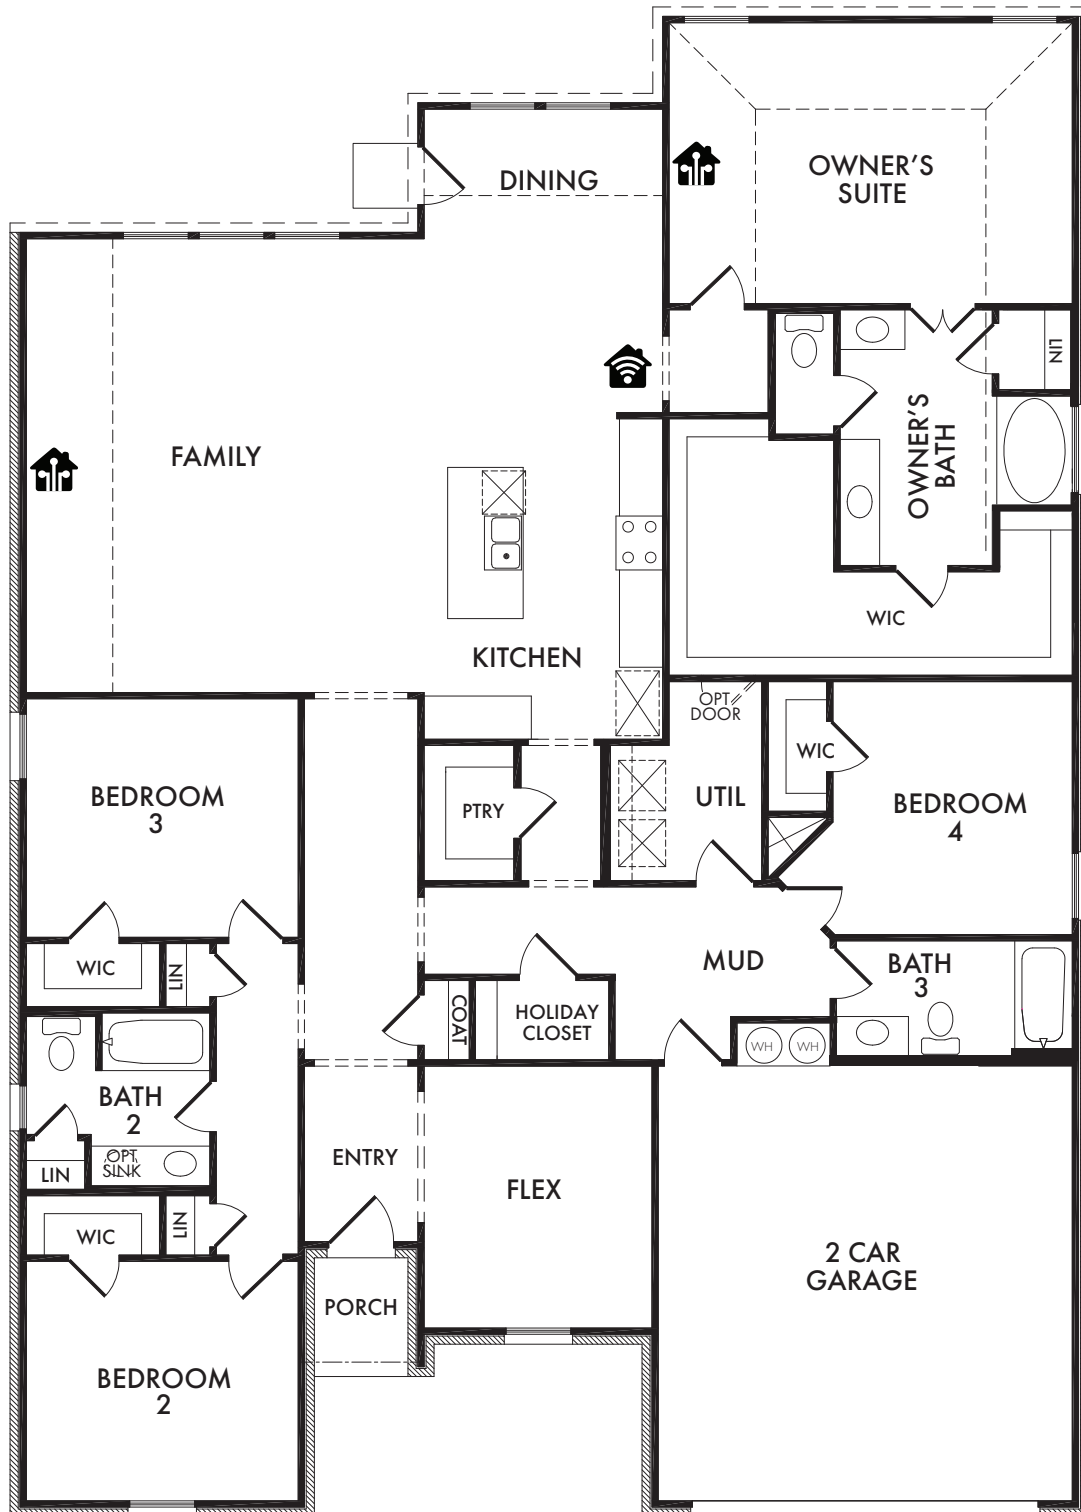 OWNER'S
SUITE
DINING
LIN
OWNER'S
BATH
FAMILY
WIC
KITCHEN
OPT
DOOR
WIC
UTIL
BEDROOM
3
PTRY
BEDROOM
4
WIC
LIN
MUD
BATH
3
COAT
HOLIDAY
CLOSET
WH
WH
BATH
2
OPT
SINK
LIN
ENTRY
FLEX
WIC
LIN
2 CAR
GARAGE
PORCH
BEDROOM
2